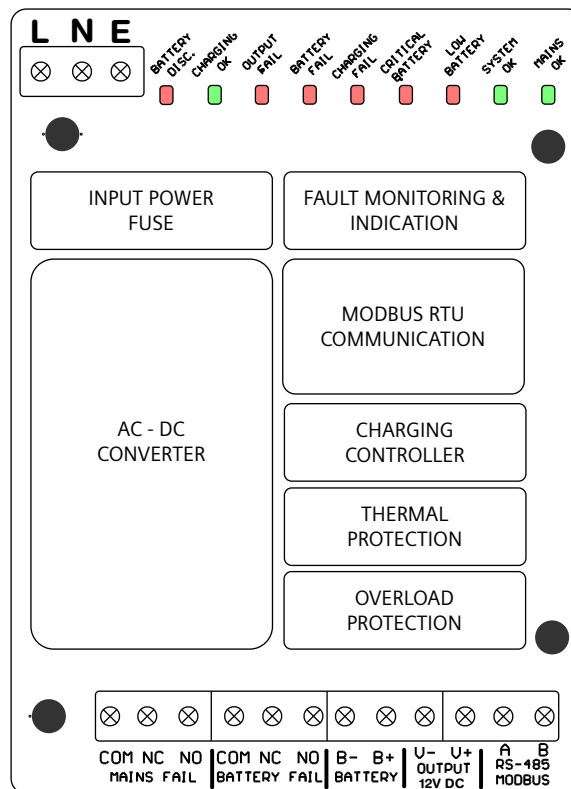 L N E
BATTERY DISC.
CHARGING OK
OUTPUT FAIL
BATTERY FAIL
CHARGING FAIL
CRITICAL BATTERY
LOW BATTERY
SYSTEM OK
MAINS OK
INPUT POWER
FUSE
FAULT MONITORING &
INDICATION
MODBUS RTU
COMMUNICATION
AC - DC
CONVERTER
CHARGING
CONTROLLER
THERMAL
PROTECTION
OVERLOAD
PROTECTION
COM NC NO
MAINS FAIL
COM NC NO
BATTERY FAIL
B- B+
BATTERY
V- V+
OUTPUT
12V DC
A B
RS-485
MODBUS